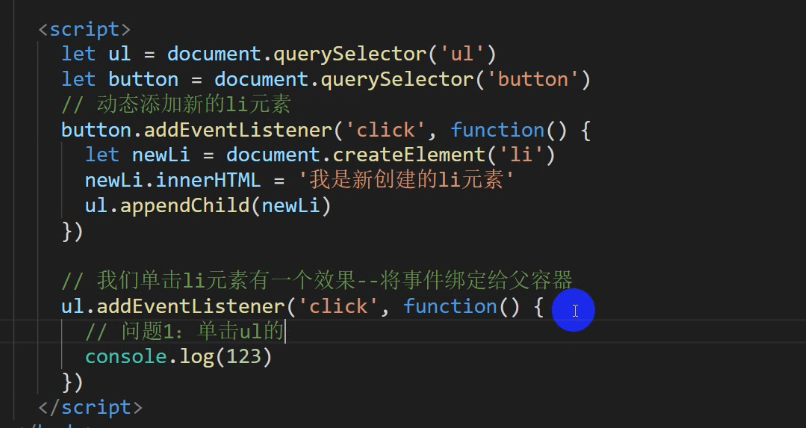 <script>
let ul = document.querySelector('ul')
let button = document.querySelector('button')
// 动态添加新的li元素
button.addEventListener('click', function() {
let newLi = document.createElement('li')
newLi.innerHTML = '我是新创建的li元素'
ul.appendChild(newLi)
})
// 我们单击li元素有一个效果--将事件绑定给父容器
ul.addEventListener('click', function() {
// 问题1：单击ul的
console.log(123)
})
</script>